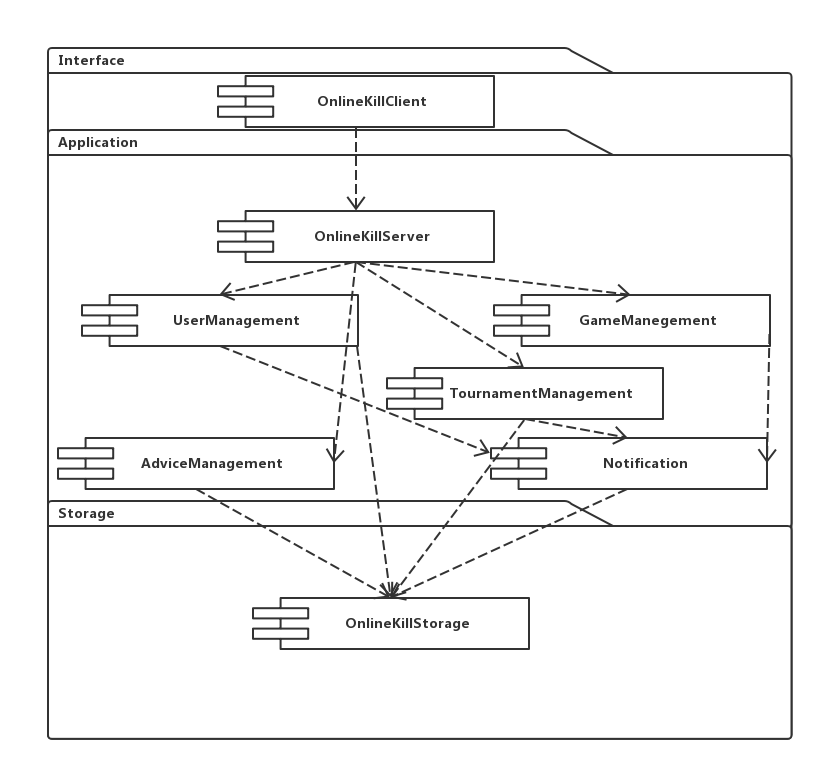 Interface
OnlineKillClient
Application
OnlineKillServer
UserManagement
GameManegement
TournamentManagement
AdviceManagement
Notification
Storage
OnlineKillStorage